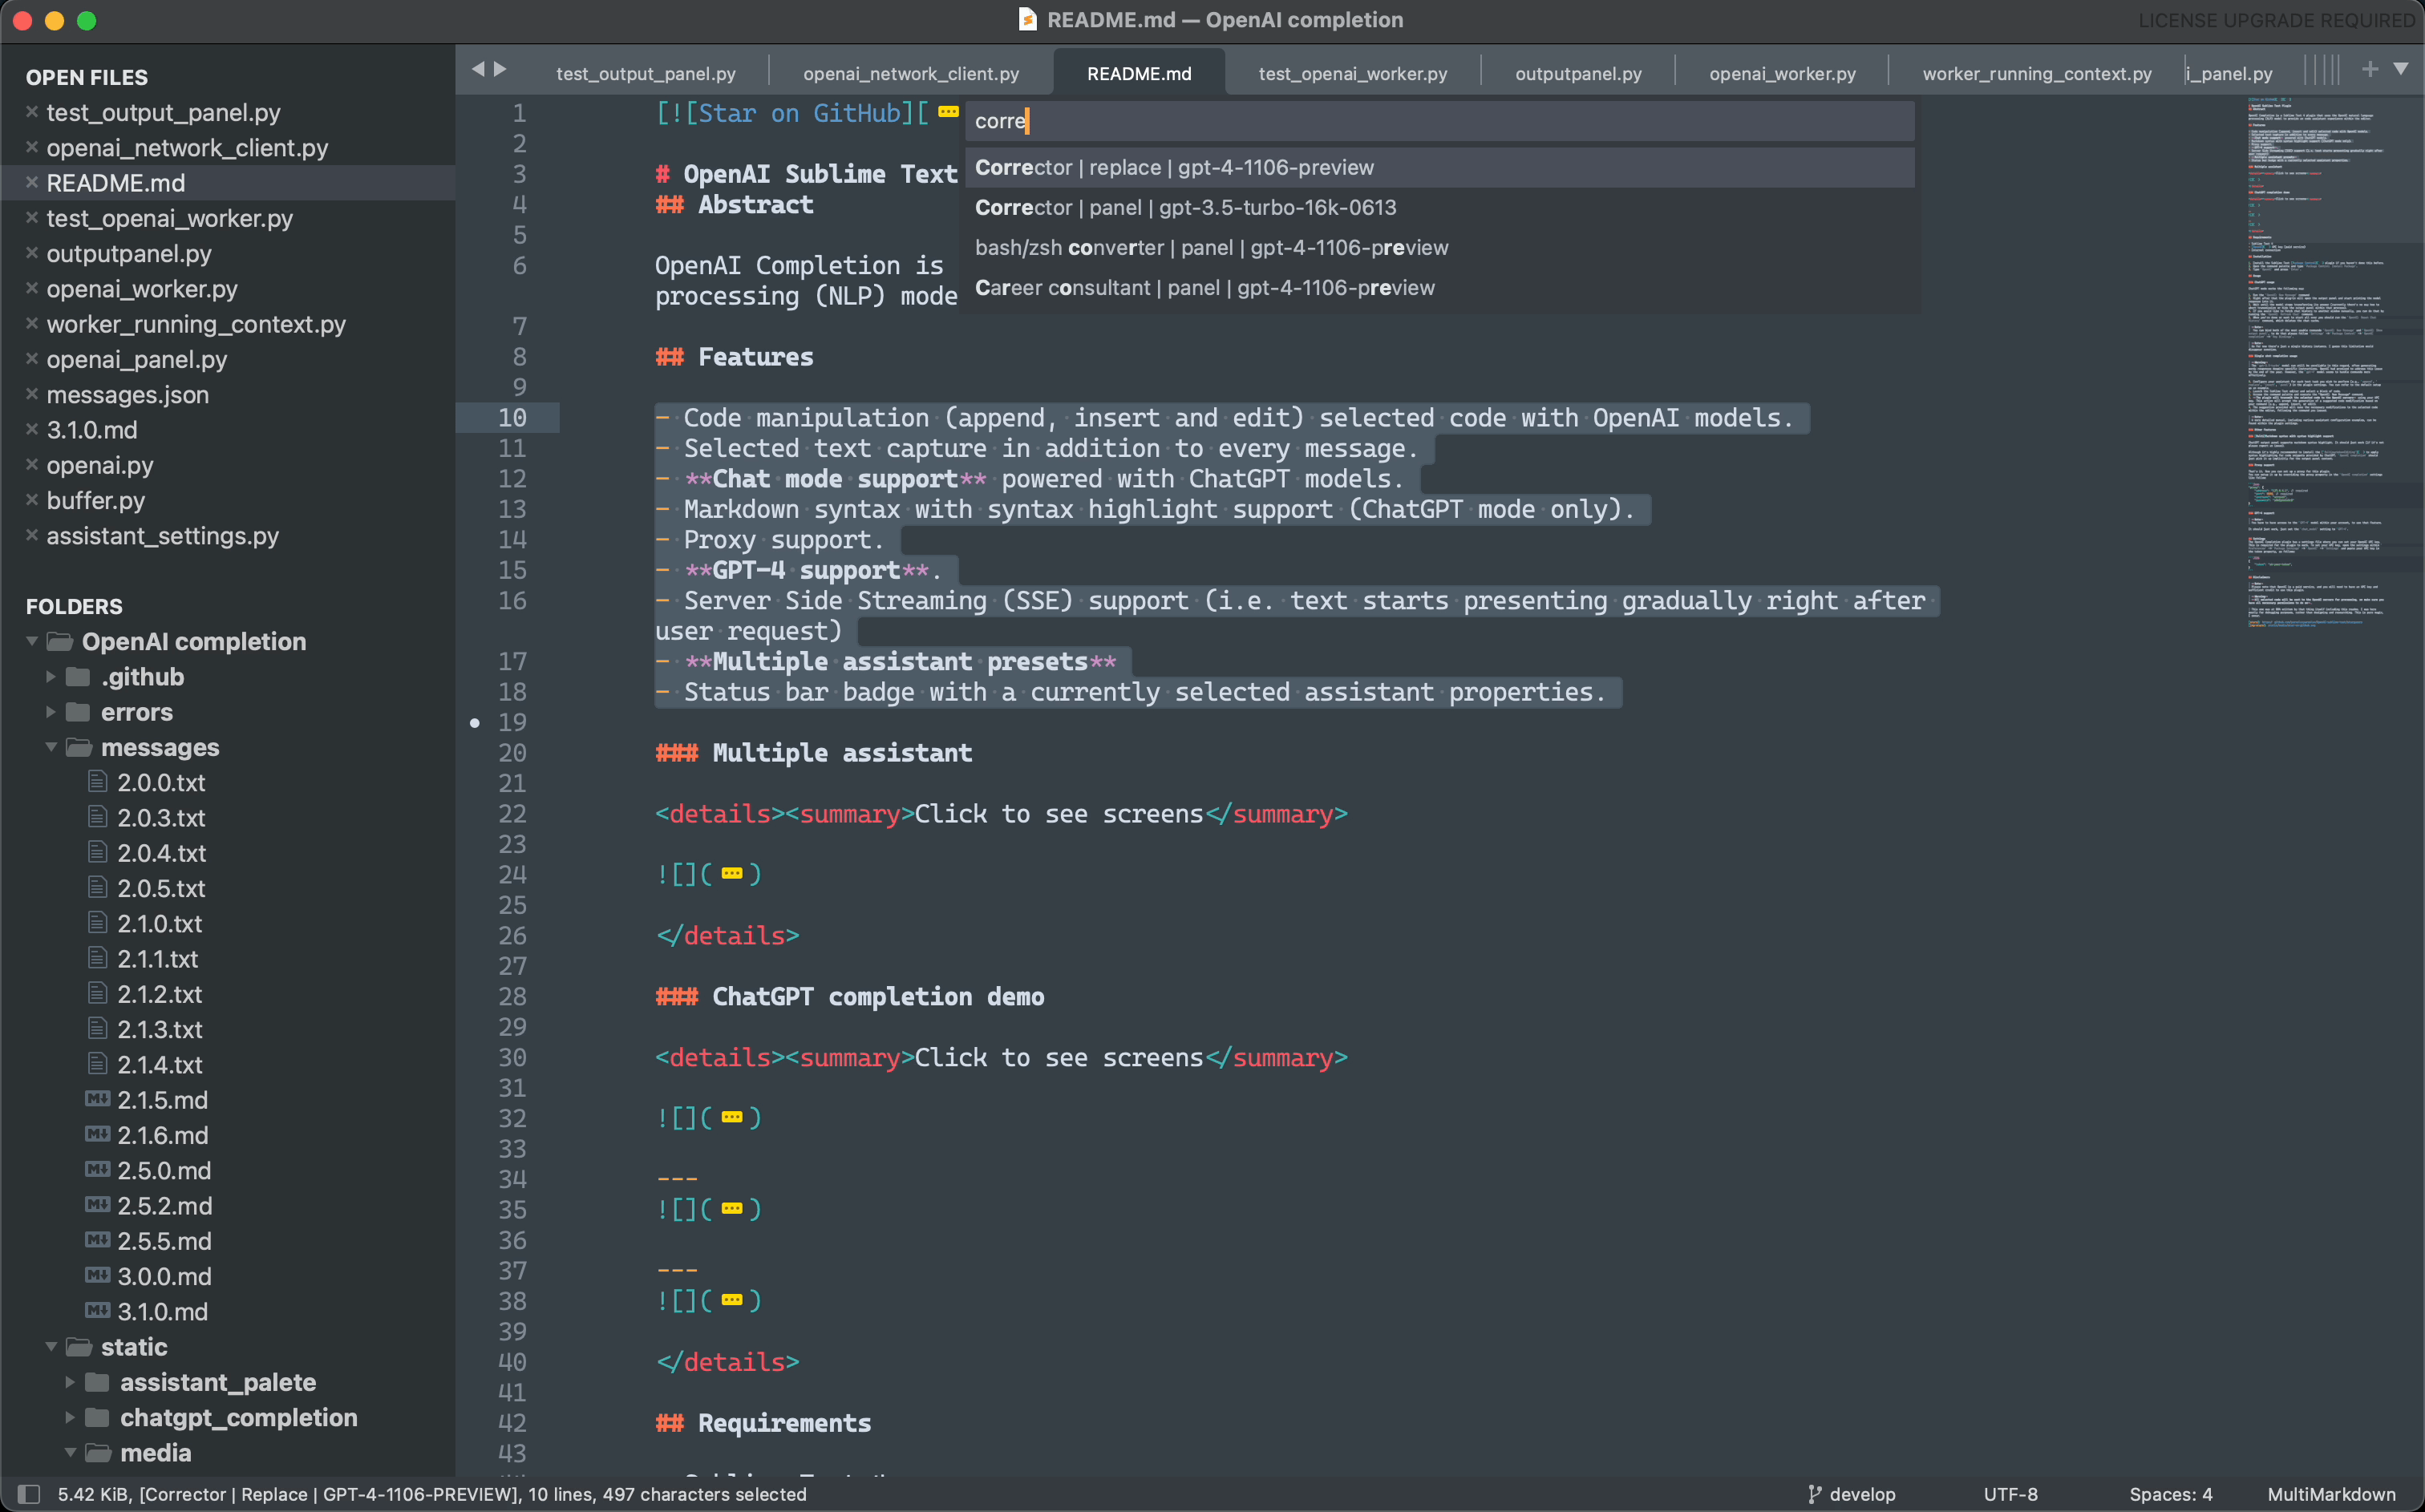 README.md — OpenAI completion
LICENSE UPGRADE REQUIRED
OPEN FILES
test_output_panel.py
openai_network_client.py
README.md
test_openai_worker.py
outputpanel.py
openai_worker.py
worker_running_context.py
openai_panel.py
messages.json
3.1.0.md
openai.py
buffer.py
assistant_settings.py
FOLDERS
OpenAI completion
.github
errors
messages
2.0.0.txt
2.0.3.txt
2.0.4.txt
2.0.5.txt
2.1.0.txt
2.1.1.txt
2.1.2.txt
2.1.3.txt
2.1.4.txt
2.1.5.md
2.1.6.md
2.5.0.md
2.5.2.md
2.5.5.md
3.0.0.md
3.1.0.md
static
assistant_palete
chatgpt_completion
media
test_output_panel.py openai_network_client.py README.md test_openai_worker.py outputpanel.py openai_worker.py worker_running_context.py i_panel.py
corre
Corrector | replace | gpt-4-1106-preview
Corrector | panel | gpt-3.5-turbo-16k-0613
bash/zsh converter | panel | gpt-4-1106-preview
Career consultant | panel | gpt-4-1106-preview
1 [![Star on GitHub][
2
3 # OpenAI Sublime Text
4 ## Abstract
5
6 OpenAI Completion is
processing (NLP) mode
7
8 ## Features
9
10 - Code manipulation (append, insert and edit) selected code with OpenAI models.
11 - Selected text capture in addition to every message.
12 - **Chat mode support** powered with ChatGPT models.
13 - Markdown syntax with syntax highlight support (ChatGPT mode only).
14 - Proxy support.
15 - **GPT-4 support**.
16 - Server Side Streaming (SSE) support (i.e. text starts presenting gradually right after
user request)
17 - **Multiple assistant presets**
18 - Status bar badge with a currently selected assistant properties.
19
20 ### Multiple assistant
21
22 <details><summary>Click to see screens</summary>
23
24 ![](...)
25
26 </details>
27
28 ### ChatGPT completion demo
29
30 <details><summary>Click to see screens</summary>
31
32 ![](...)
33
34 ---
35 ![](...)
36
37 ---
38 ![](...)
39
40 </details>
41
42 ## Requirements
43
5.42 KiB, [Corrector | Replace | GPT-4-1106-PREVIEW], 10 lines, 497 characters selected
develop
UTF-8
Spaces: 4
MultiMarkdown